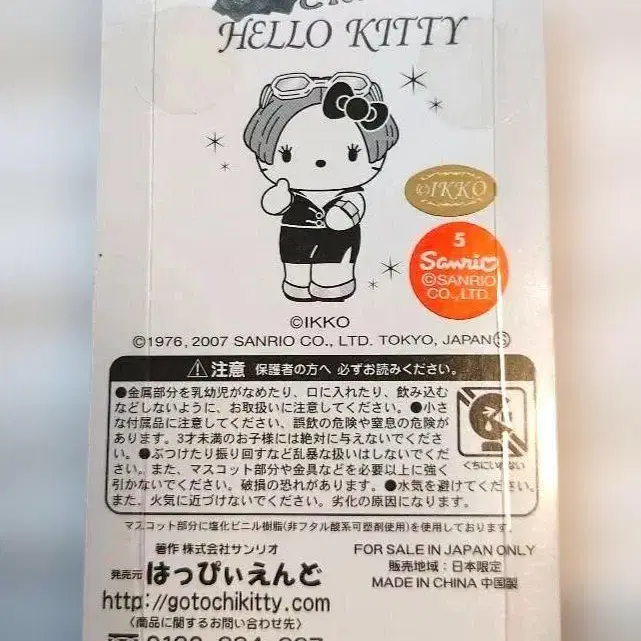 HELLO KITTY
©IKKO
5
Sanrio
©SANRIO
CO., LTD.
©IKKO
©1976, 2007 SANRIO CO., LTD. TOKYO, JAPAN Ⓢ
⚠注意 保護者の方へ 必ずお読みください。
●金属部分を乳幼児がなめたり、口に入れたり、飲み込む
などしないように、お取扱いに注意してください。●小さ
な付属品に注意してください、誤飲の危険や窒息の危険が
あります。3才未満のお子様には絶対に与えないでくださ
い。●ぶつけたり振り回すなど乱暴な扱いはしないでくだ
さい。また、マスコット部分や金具などを必要以上に強く
引かないでください。破損の恐れがあります。●水気を避けてください。
また、火気に近づけないでください。劣化の原因になります。
くちにいれない
マスコット部分に塩化ビニル樹脂(非フタル酸系可塑剤使用)を使用しております。
著作 株式会社サンリオ
発売元 はっぴぃえんど
http://gotochikitty.com
〈商品に関するお問い合わせ先〉
FOR SALE IN JAPAN ONLY
販売地域：日本限定
MADE IN CHINA 中国製